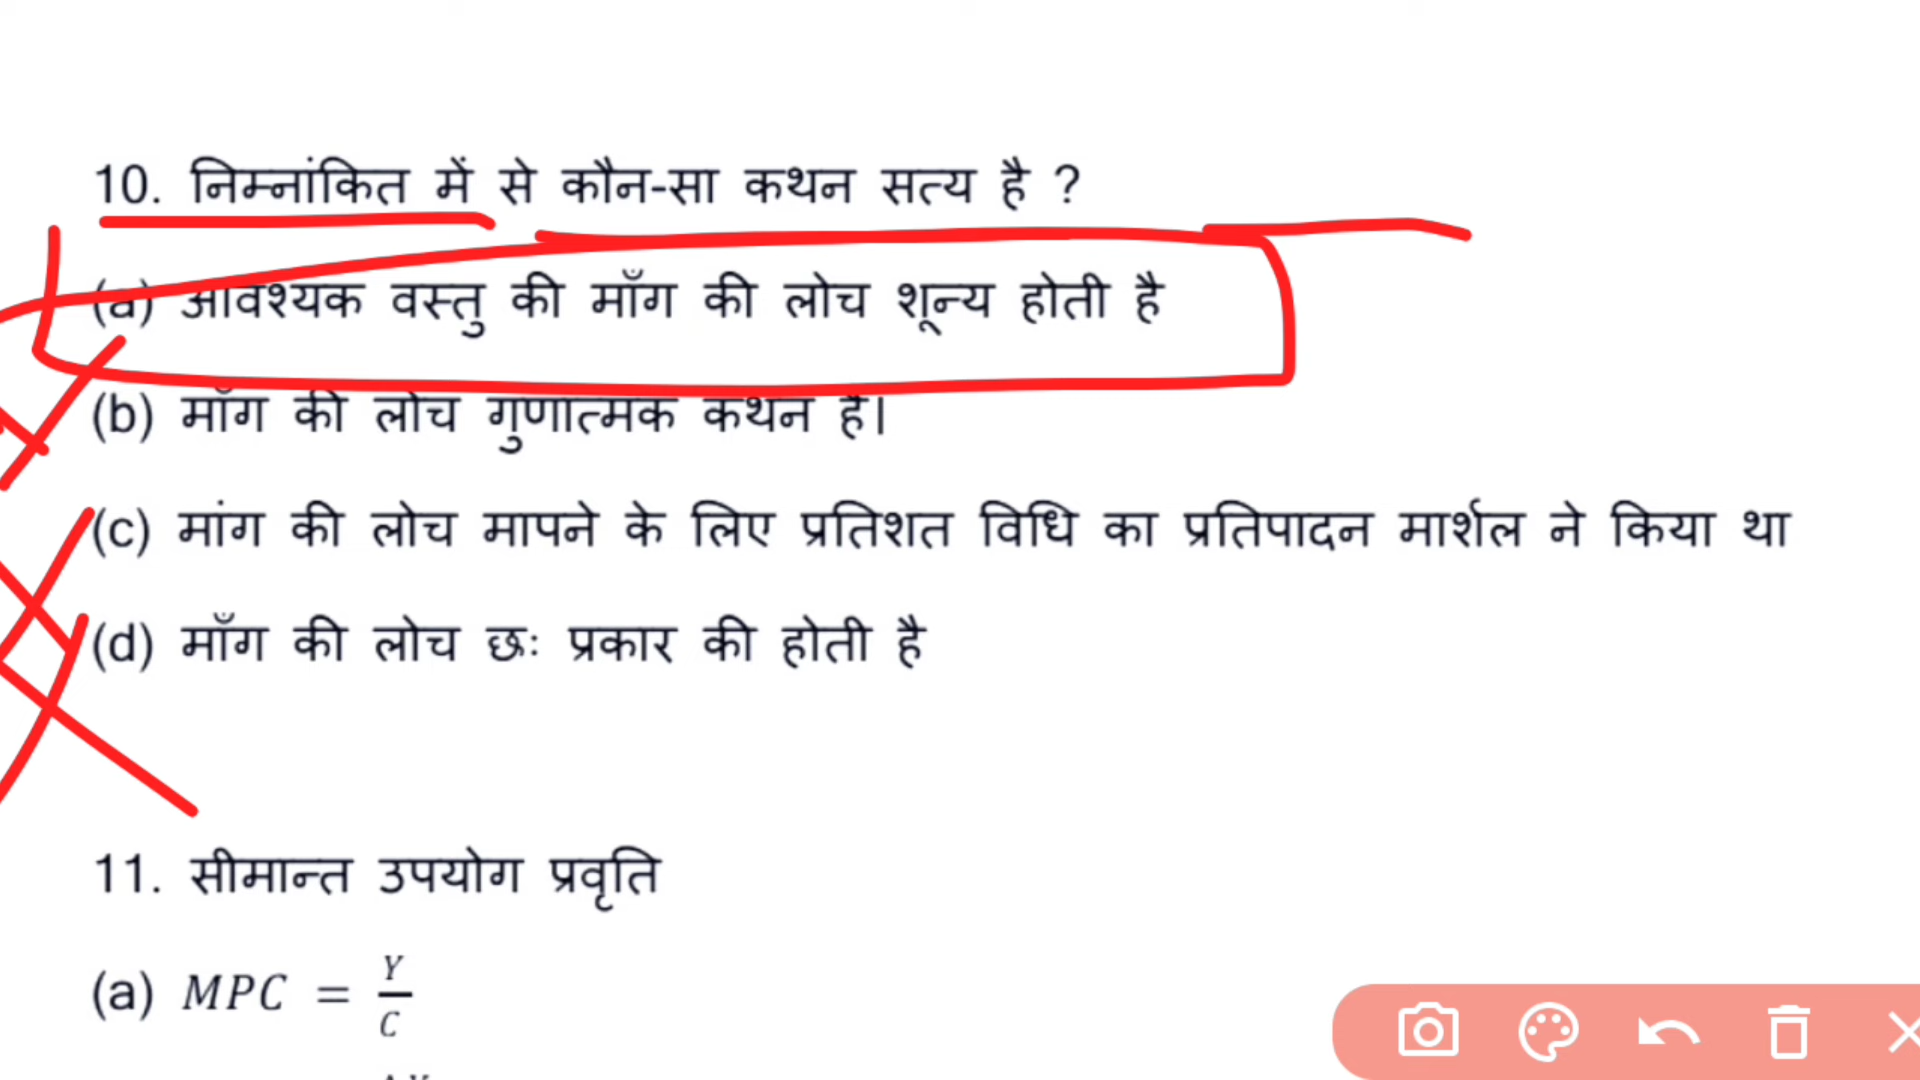 10. निम्नांकित में से कौन-सा कथन सत्य है ?
(a) आवश्यक वस्तु की माँग की लोच शून्य होती है
(b) माँग की लोच गुणात्मक कथन है।
(c) मांग की लोच मापने के लिए प्रतिशत विधि का प्रतिपादन मार्शल ने किया था
(d) माँग की लोच छः प्रकार की होती है
11. सीमान्त उपयोग प्रवृति
(a) MPC = Y/C